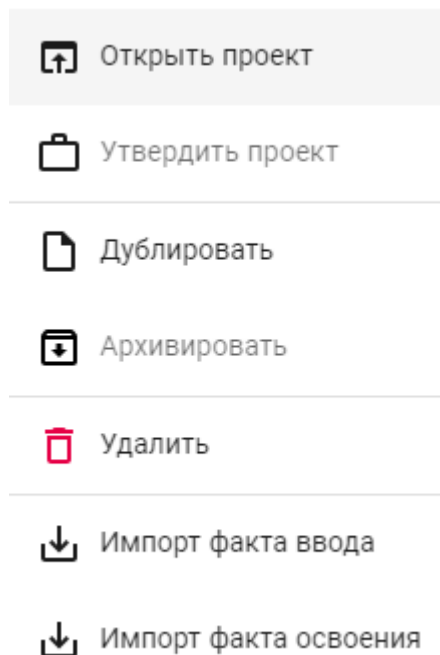 Открыть проект
Утвердить проект
Дублировать
Архивировать
Удалить
Импорт факта ввода
Импорт факта освоения